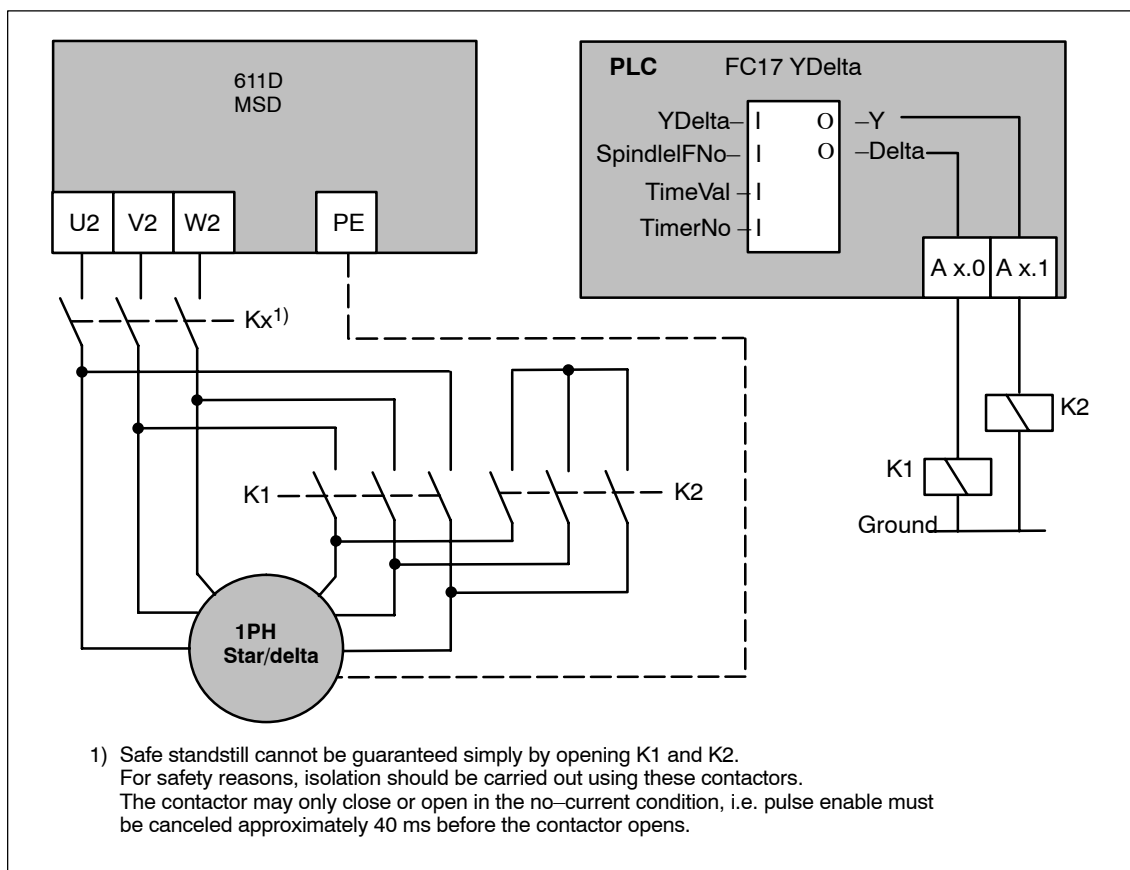 611D
MSD
U2 V2 W2 PE
Kx1)
K1
K2
1PH
Star/delta
PLC FC17 YDelta
YDelta– I O –Y
SpindleIFNo– I O –Delta
TimeVal – I
TimerNo – I
A x.0 A x.1
K2
K1
Ground
1) Safe standstill cannot be guaranteed simply by opening K1 and K2.
For safety reasons, isolation should be carried out using these contactors.
The contactor may only close or open in the no–current condition, i.e. pulse enable must
be canceled approximately 40 ms before the contactor opens.